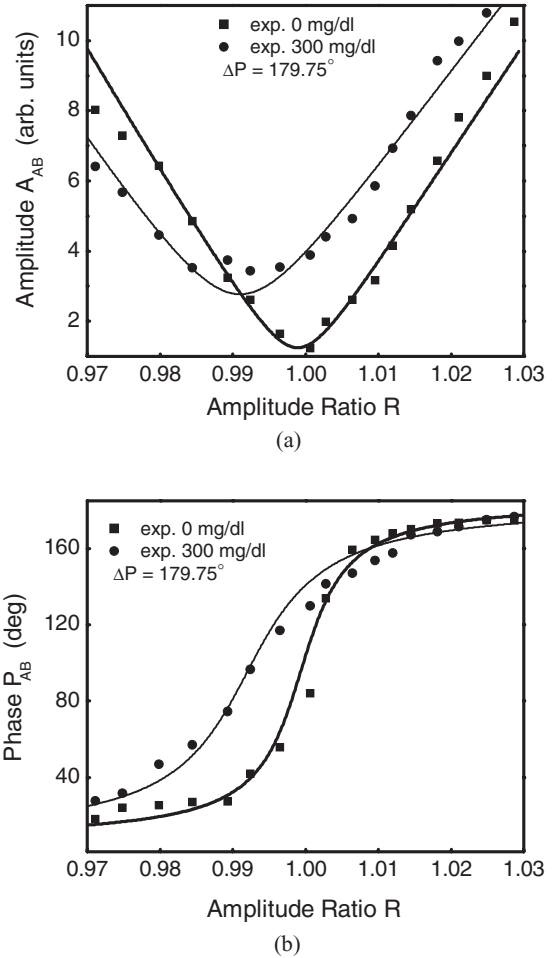 10
8
6
4
2
Amplitude A_AB (arb. units)
exp. 0 mg/dl
exp. 300 mg/dl
ΔP = 179.75°
0.97 0.98 0.99 1.00 1.01 1.02 1.03
Amplitude Ratio R
(a)
160
120
80
40
Phase P_AB (deg)
exp. 0 mg/dl
exp. 300 mg/dl
ΔP = 179.75°
0.97 0.98 0.99 1.00 1.01 1.02 1.03
Amplitude Ratio R
(b)